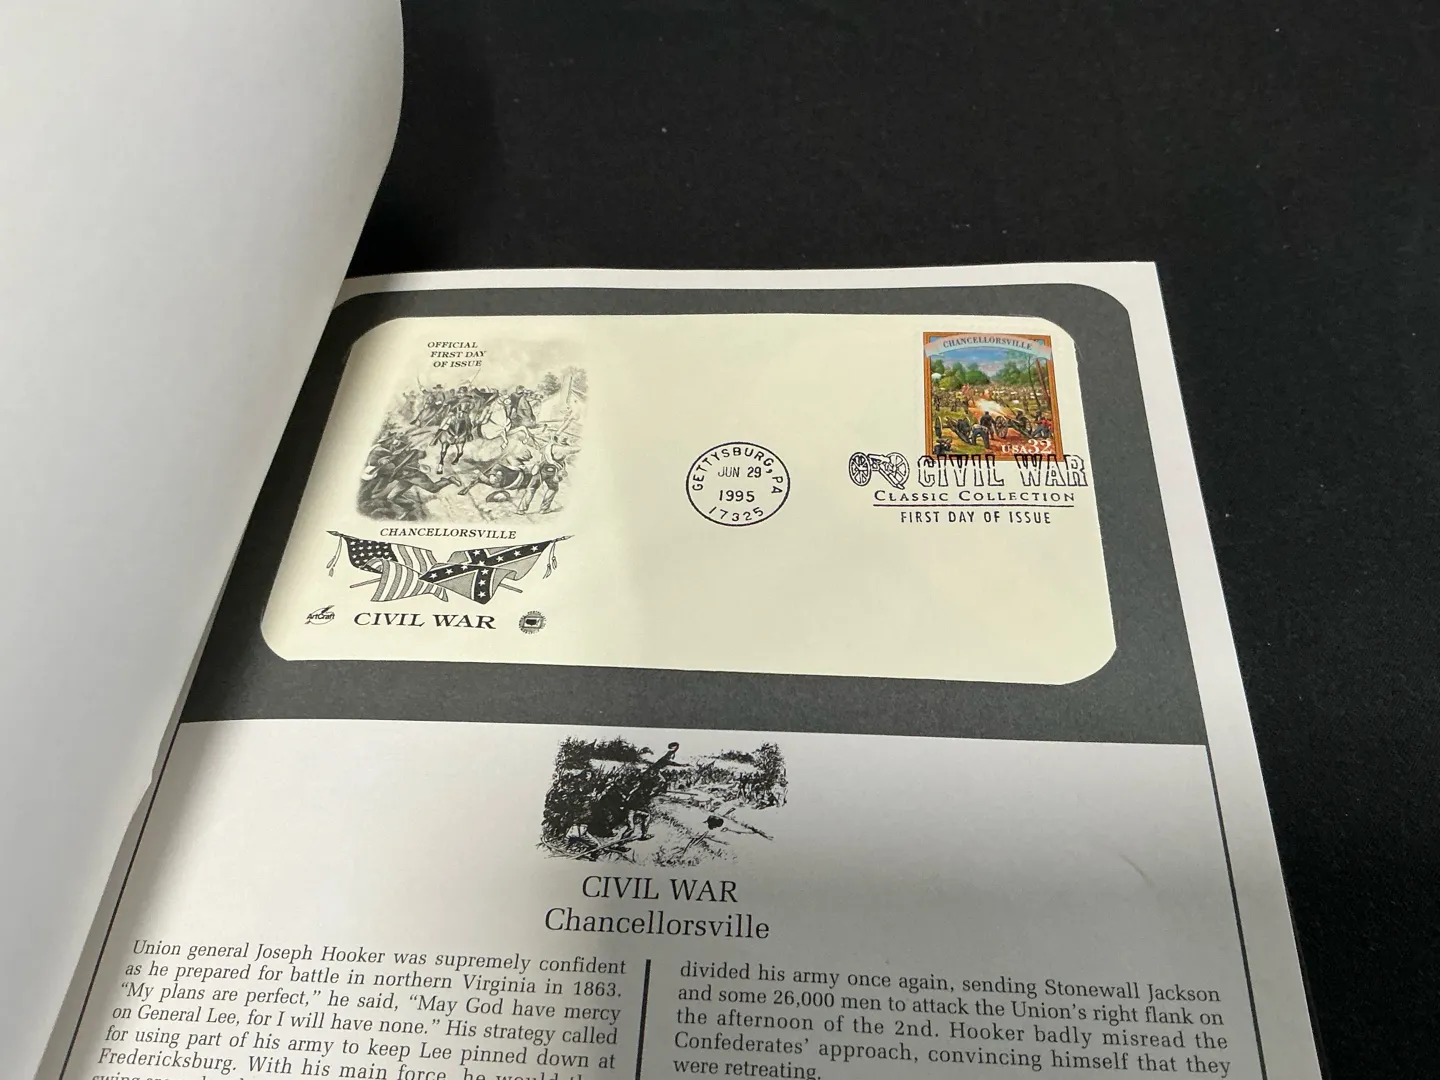 OFFICIAL
FIRST DAY
OF ISSUE
CHANCELLORSVILLE
ArtCraft
CIVIL WAR
GETTYSBURG, PA
JUN 29
1995
17325
CHANCELLORSVILLE
USA 32
CIVIL WAR
CLASSIC COLLECTION
FIRST DAY OF ISSUE
CIVIL WAR
Chancellorsville
Union general Joseph Hooker was supremely confident
as he prepared for battle in northern Virginia in 1863.
“My plans are perfect,” he said, “May God have mercy
on General Lee, for I will have none.” His strategy called
for using part of his army to keep Lee pinned down at
Fredericksburg. With his main force, he would
divided his army once again, sending Stonewall Jackson
and some 26,000 men to attack the Union's right flank on
the afternoon of the 2nd. Hooker badly misread the
Confederates' approach, convincing himself that they
were retreating.